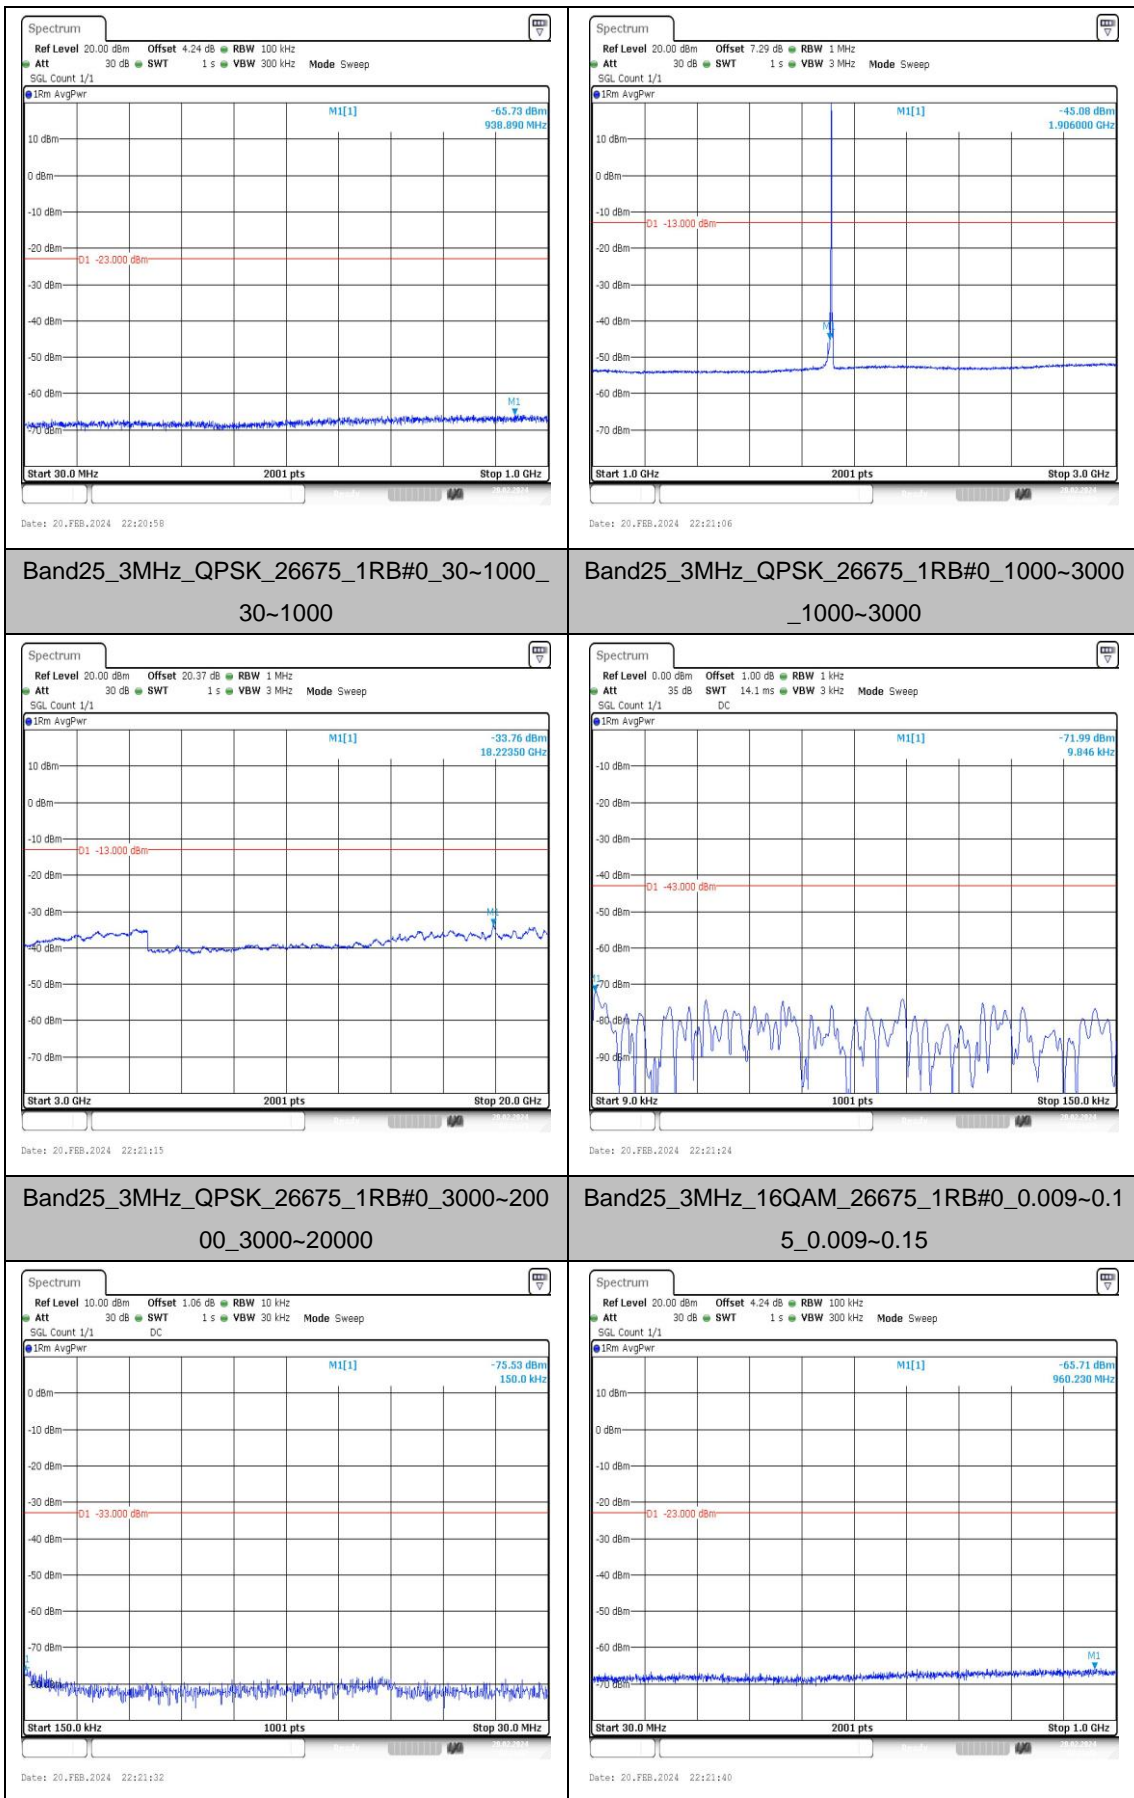 Spectrum
Ref Level 20.00 dBm Offset 4.24 dB RBW 100 kHz
Att 30 dB SWT 1 s VBW 300 kHz Mode Sweep
SGL Count 1/1
1Rm AvgPwr
M1[1] -65.73 dBm
938.890 MHz
10 dBm
0 dBm
-10 dBm
-20 dBm
D1 -23.000 dBm
-30 dBm
-40 dBm
-50 dBm
-60 dBm
M1
-70 dBm
Start 30.0 MHz 2001 pts Stop 1.0 GHz
Date: 20.FEB.2024 22:20:58
Spectrum
Ref Level 20.00 dBm Offset 7.29 dB RBW 1 MHz
Att 30 dB SWT 1 s VBW 3 MHz Mode Sweep
SGL Count 1/1
1Rm AvgPwr
M1[1] -45.08 dBm
1.906000 GHz
10 dBm
0 dBm
-10 dBm
D1 -13.000 dBm
-20 dBm
-30 dBm
-40 dBm
-50 dBm
-60 dBm
-70 dBm
Start 1.0 GHz 2001 pts Stop 3.0 GHz
Date: 20.FEB.2024 22:21:06
Band25_3MHz_QPSK_26675_1RB#0_30~1000_
30~1000
Band25_3MHz_QPSK_26675_1RB#0_1000~3000
_1000~3000
Spectrum
Ref Level 20.00 dBm Offset 20.37 dB RBW 1 MHz
Att 30 dB SWT 1 s VBW 3 MHz Mode Sweep
SGL Count 1/1
1Rm AvgPwr
M1[1] -33.76 dBm
18.22350 GHz
10 dBm
0 dBm
-10 dBm
D1 -13.000 dBm
-20 dBm
-30 dBm
M1
-40 dBm
-50 dBm
-60 dBm
-70 dBm
Start 3.0 GHz 2001 pts Stop 20.0 GHz
Date: 20.FEB.2024 22:21:15
Spectrum
Ref Level 0.00 dBm Offset 1.00 dB RBW 1 kHz
Att 35 dB SWT 14.1 ms VBW 3 kHz Mode Sweep
SGL Count 1/1 DC
1Rm AvgPwr
M1[1] -71.99 dBm
9.846 kHz
-10 dBm
-20 dBm
-30 dBm
-40 dBm
D1 -43.000 dBm
-50 dBm
-60 dBm
-70 dBm
-80 dBm
-90 dBm
Start 9.0 kHz 1001 pts Stop 150.0 kHz
Date: 20.FEB.2024 22:21:24
Band25_3MHz_QPSK_26675_1RB#0_3000~200
00_3000~20000
Band25_3MHz_16QAM_26675_1RB#0_0.009~0.1
5_0.009~0.15
Spectrum
Ref Level 10.00 dBm Offset 1.06 dB RBW 10 kHz
Att 30 dB SWT 1 s VBW 30 kHz Mode Sweep
SGL Count 1/1 DC
1Rm AvgPwr
M1[1] -75.53 dBm
150.0 kHz
0 dBm
-10 dBm
-20 dBm
-30 dBm
D1 -33.000 dBm
-40 dBm
-50 dBm
-60 dBm
-70 dBm
-80 dBm
Start 150.0 kHz 1001 pts Stop 30.0 MHz
Date: 20.FEB.2024 22:21:32
Spectrum
Ref Level 20.00 dBm Offset 4.24 dB RBW 100 kHz
Att 30 dB SWT 1 s VBW 300 kHz Mode Sweep
SGL Count 1/1
1Rm AvgPwr
M1[1] -65.71 dBm
960.230 MHz
10 dBm
0 dBm
-10 dBm
-20 dBm
D1 -23.000 dBm
-30 dBm
-40 dBm
-50 dBm
-60 dBm
M1
-70 dBm
Start 30.0 MHz 2001 pts Stop 1.0 GHz
Date: 20.FEB.2024 22:21:40